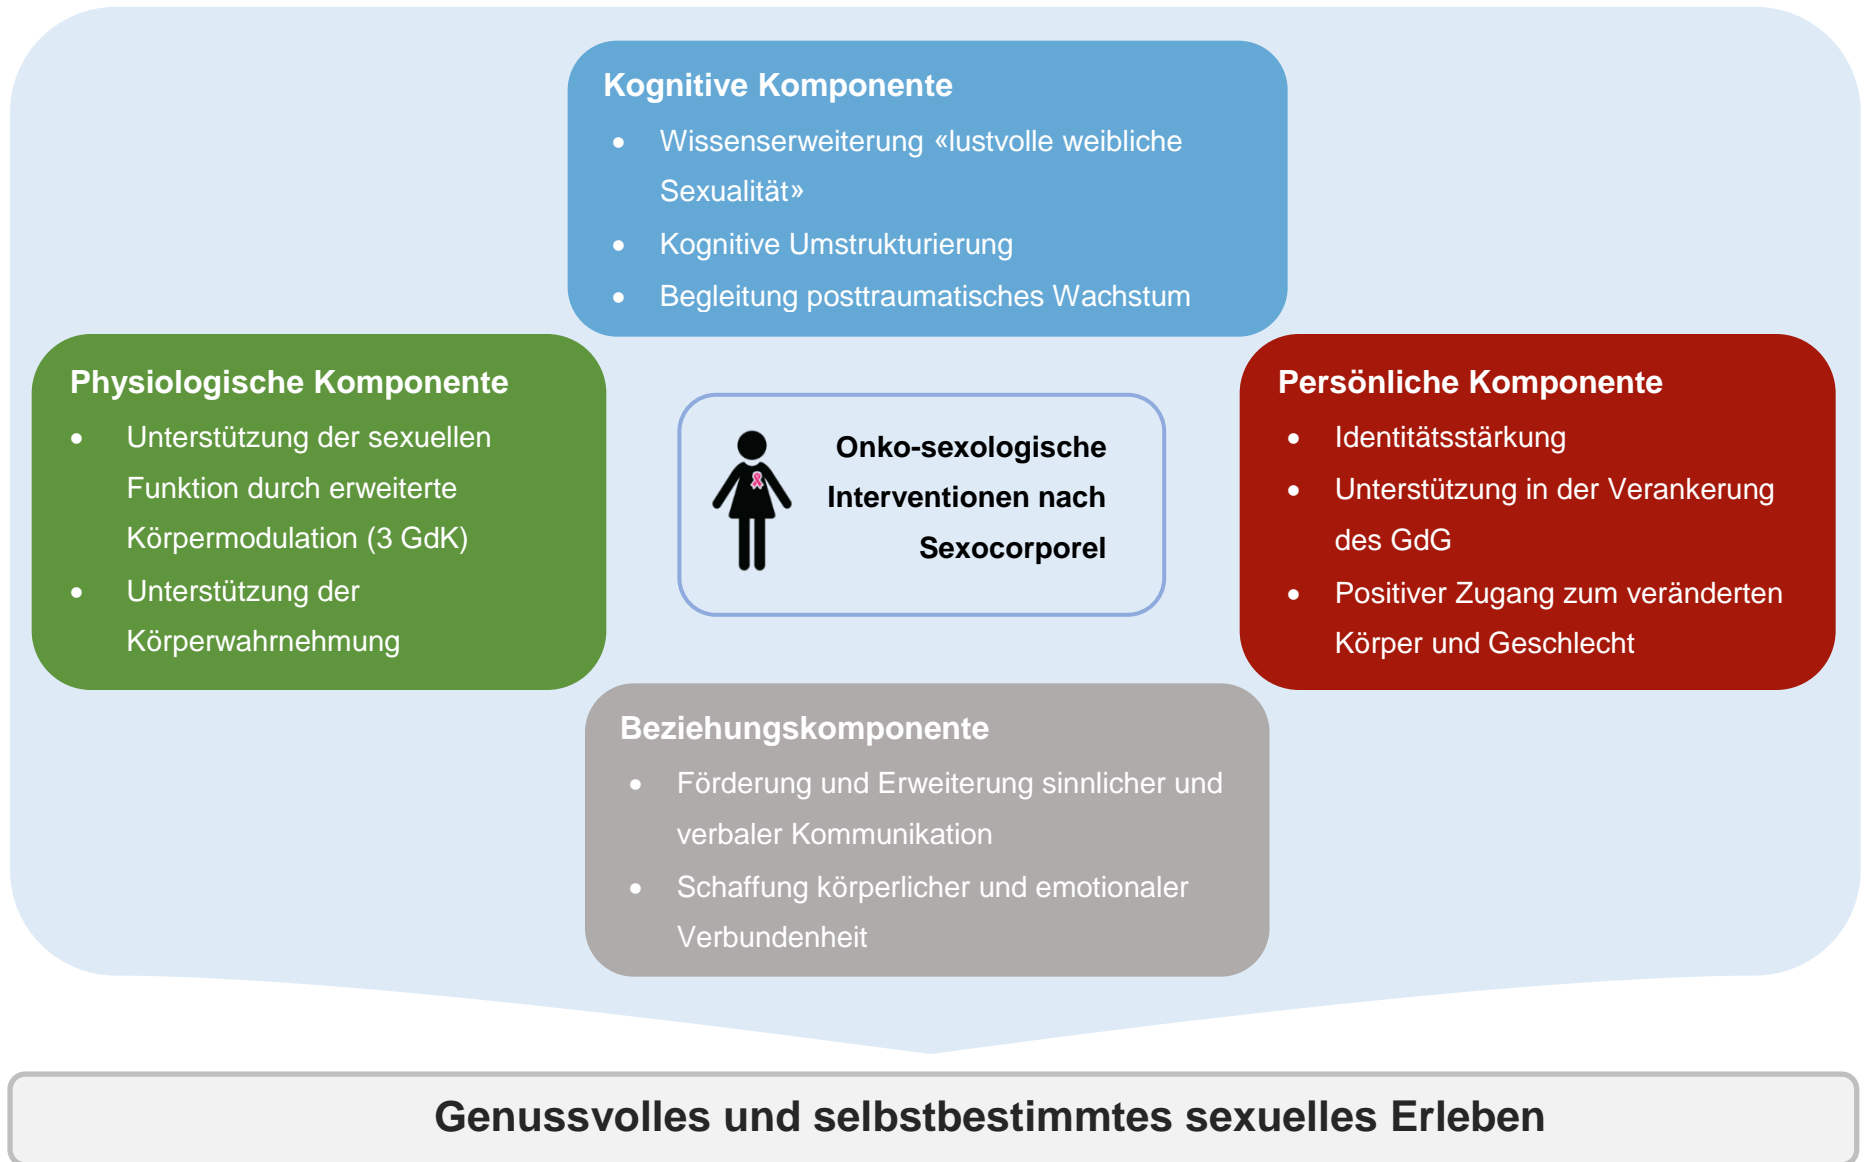 Kognitive Komponente
• Wissenserweiterung «lustvolle weibliche
Sexualität»
• Kognitive Umstrukturierung
• Begleitung posttraumatisches Wachstum
Physiologische Komponente
• Unterstützung der sexuellen
Funktion durch erweiterte
Körpermodulation (3 GdK)
• Unterstützung der
Körperwahrnehmung
Onko-sexologische
Interventionen nach
Sexocorporel
Persönliche Komponente
• Identitätsstärkung
• Unterstützung in der Verankerung
des GdG
• Positiver Zugang zum veränderten
Körper und Geschlecht
Beziehungskomponente
• Förderung und Erweiterung sinnlicher und
verbaler Kommunikation
• Schaffung körperlicher und emotionaler
Verbundenheit
Genussvolles und selbstbestimmtes sexuelles Erleben